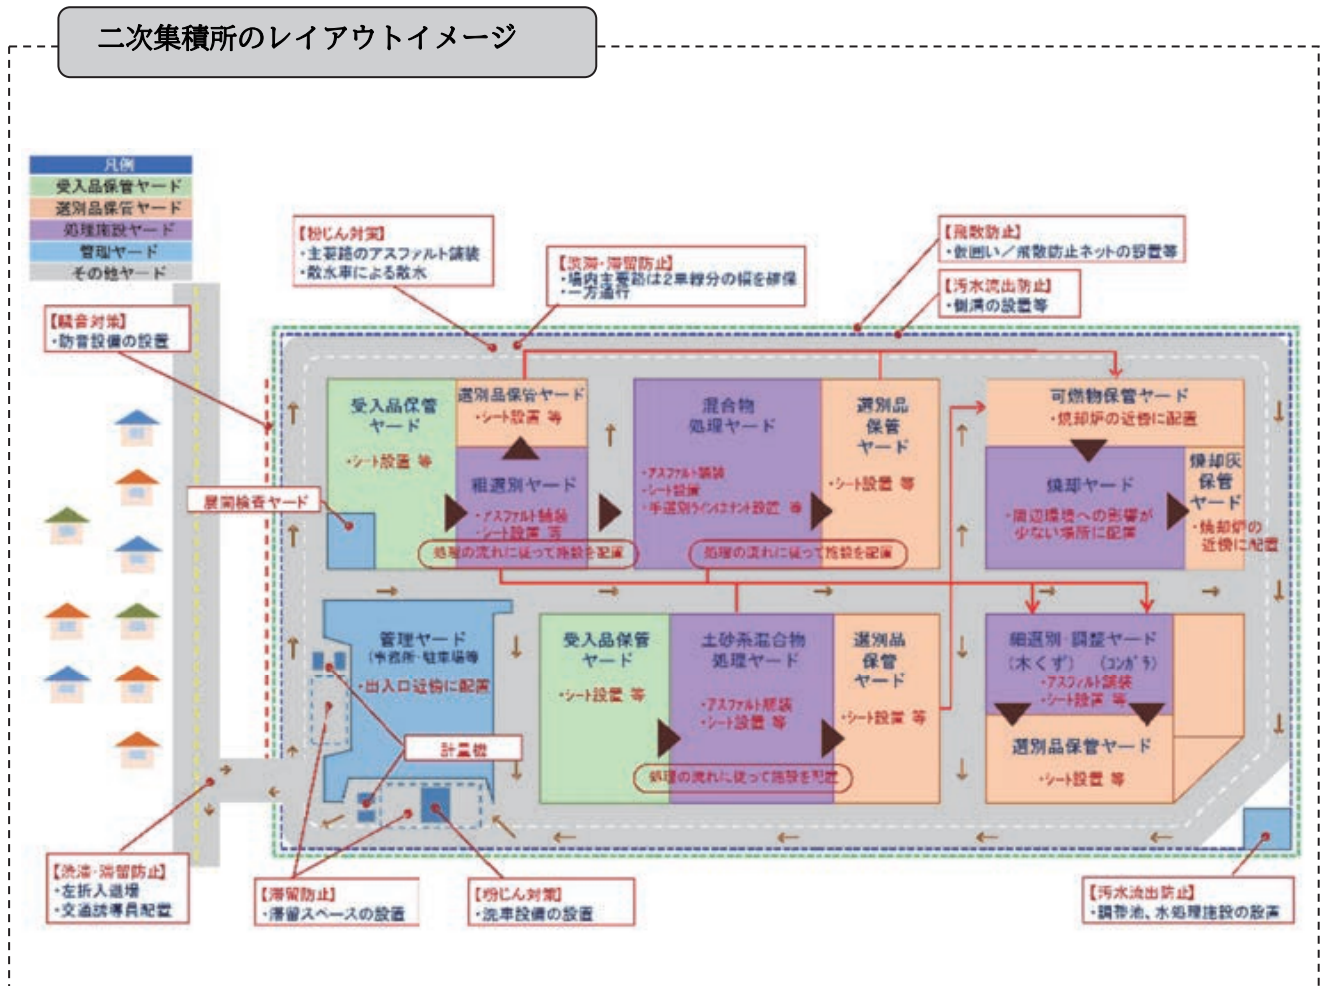 二次集積所のレイアウトイメージ
凡例
受入品保管ヤード
選別品保管ヤード
処理施設ヤード
管理ヤード
その他ヤード
【粉じん対策】
・主要路のアスファルト舗装
・散水車による散水
【渋滞・滞留防止】
・場内主要路は2車線分の幅を確保
・一方通行
【飛散防止】
・仮囲い／飛散防止ネットの設置等
【汚水流出防止】
・側溝の設置等
【騒音対策】
・防音設備の設置
展開検査ヤード
受入品保管
ヤード
・シート設置 等
選別品保管ヤード
・シート設置 等
粗選別ヤード
・アスファルト舗装
・シート設置 等
処理の流れに従って施設を配置
混合物
処理ヤード
・アスファルト舗装
・シート設置
・手選別ライン(テント設置 等
処理の流れに従って施設を配置
選別品
保管
ヤード
・シート設置 等
可燃物保管ヤード
・焼却炉の近傍に配置
焼却ヤード
・周辺環境への影響が
少ない場所に配置
焼却灰
保管
ヤード
・焼却炉の
近傍に配置
管理ヤード
(事務所・駐車場等
・出入口近傍に配置
計量機
受入品保管
ヤード
・シート設置 等
土砂系混合物
処理ヤード
・アスファルト舗装
・シート設置 等
処理の流れに従って施設を配置
選別品
保管
ヤード
・シート設置 等
細選別・調整ヤード
(木くず) (コンガラ)
・アスファルト舗装
・シート設置 等
選別品保管ヤード
・シート設置 等
【渋滞・滞留防止】
・左折入退場
・交通誘導員配置
【滞留防止】
・滞留スペースの設置
【粉じん対策】
・洗車設備の設置
【汚水流出防止】
・調整池、水処理施設の設置